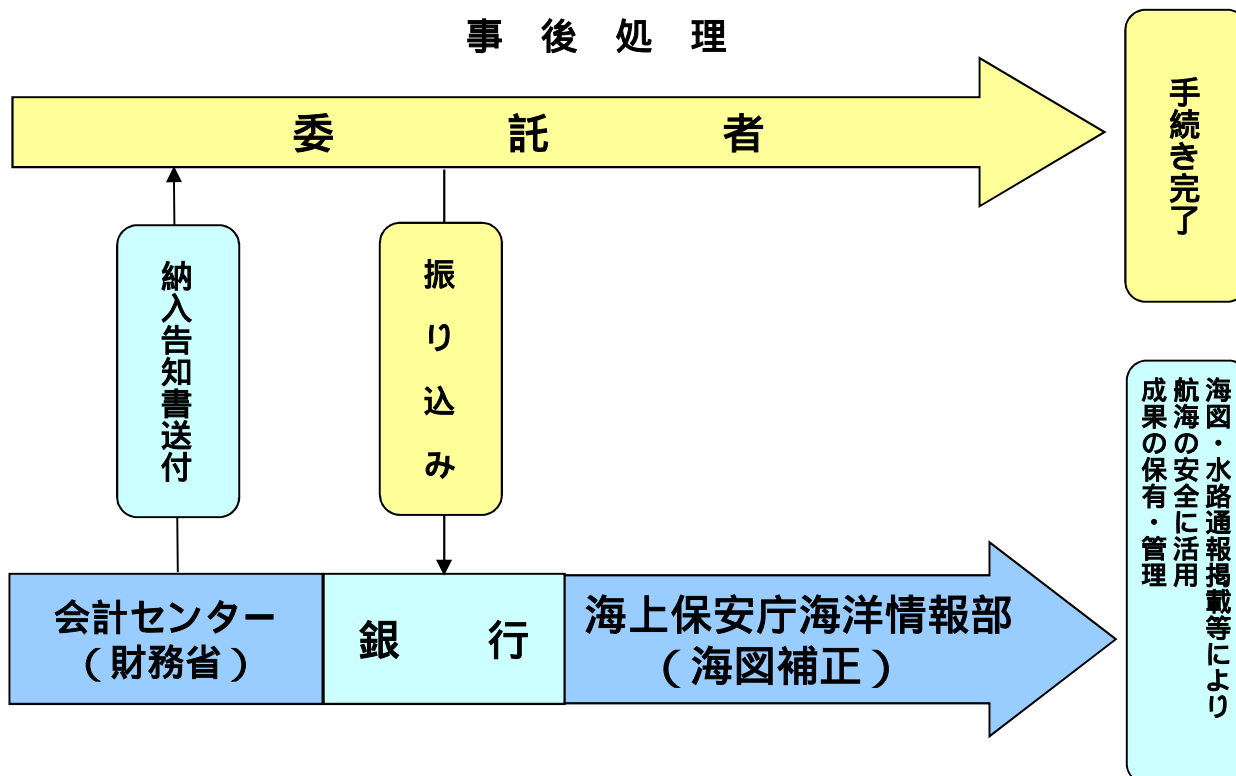 事後処理
委託者
手続き完了
納入告知書送付
振り込み
会計センター
（財務省）
銀行
海上保安庁海洋情報部
（海図補正）
海図・水路通報掲載等により
航海の安全に活用
成果の保有・管理